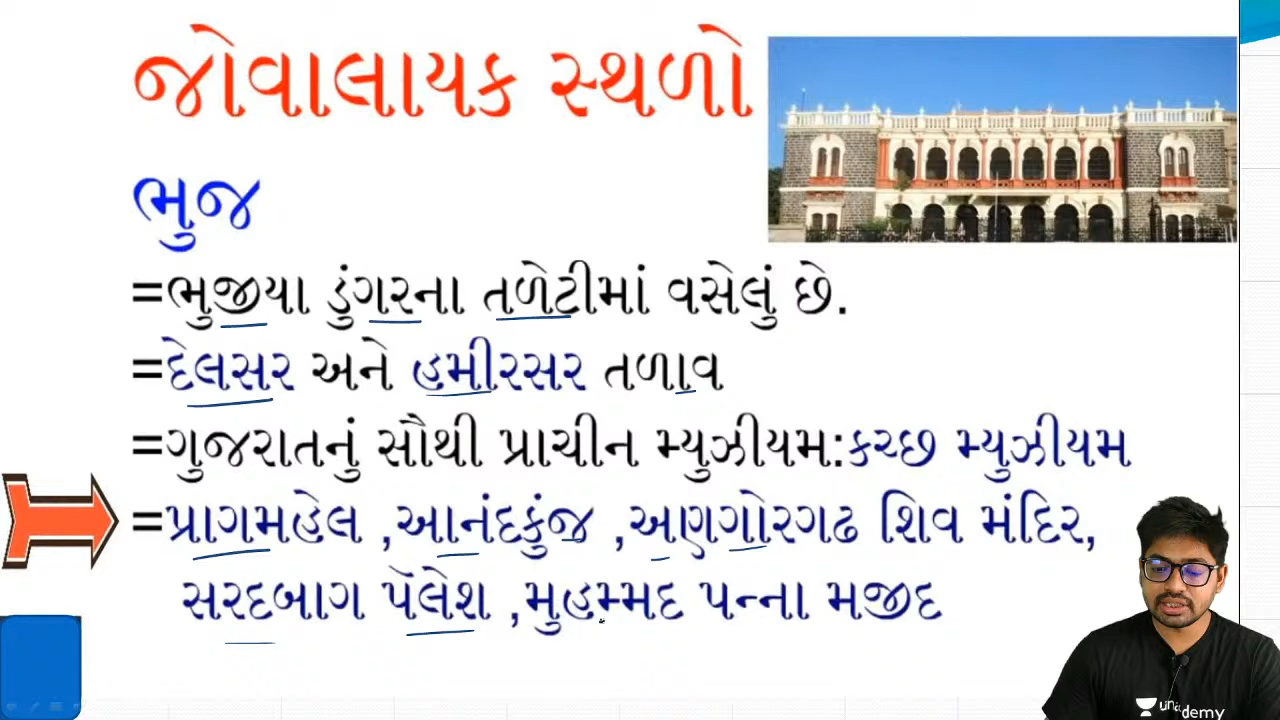 જોવાલાયક સ્થળો
ભુજ
=ભુજીયા ડુંગરના તળેટીમાં વસેલું છે.
=દેલસર અને હમીરસર તળાવ
=ગુજરાતનું સૌથી પ્રાચીન મ્યુઝીયમ:કચ્છ મ્યુઝીયમ
=પ્રાગમહેલ ,આનંદકુંજ ,અણગોરગઢ શિવ મંદિર,
સરદબાગ પૅલેશ ,મુહમ્મદ પન્ના મજીદ
unacademy